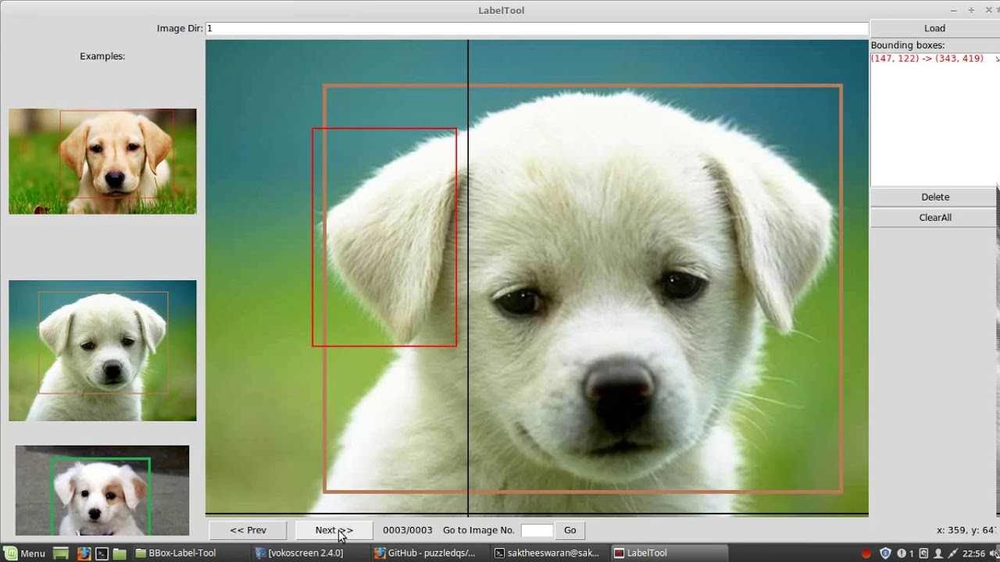 LabelTool
Image Dir: 1
Load
Examples:
Bounding boxes:
(147, 122) -> (343, 419)
Delete
ClearAll
<< Prev
Next >>
0003/0003
Go to Image No.
Go
x: 359, y: 64
Menu
BBox-Label-Tool
[vokoscreen 2.4.0]
GitHub - puzzledqs/...
saktheeswaran@sak...
LabelTool
1
22:56